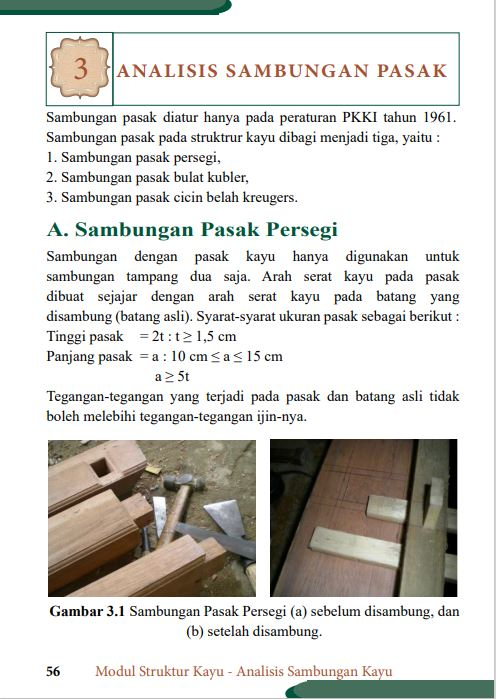 3
ANALISIS SAMBUNGAN PASAK
Sambungan pasak diatur hanya pada peraturan PKKI tahun 1961.
Sambungan pasak pada struktrur kayu dibagi menjadi tiga, yaitu :
1. Sambungan pasak persegi,
2. Sambungan pasak bulat kubler,
3. Sambungan pasak cicin belah kreugers.
A. Sambungan Pasak Persegi
Sambungan dengan pasak kayu hanya digunakan untuk
sambungan tampang dua saja. Arah serat kayu pada pasak
dibuat sejajar dengan arah serat kayu pada batang yang
disambung (batang asli). Syarat-syarat ukuran pasak sebagai berikut :
Tinggi pasak = 2t : t ≥ 1,5 cm
Panjang pasak = a : 10 cm ≤ a ≤ 15 cm
a ≥ 5t
Tegangan-tegangan yang terjadi pada pasak dan batang asli tidak
boleh melebihi tegangan-tegangan ijin-nya.
Gambar 3.1 Sambungan Pasak Persegi (a) sebelum disambung, dan
(b) setelah disambung.
56 Modul Struktur Kayu - Analisis Sambungan Kayu